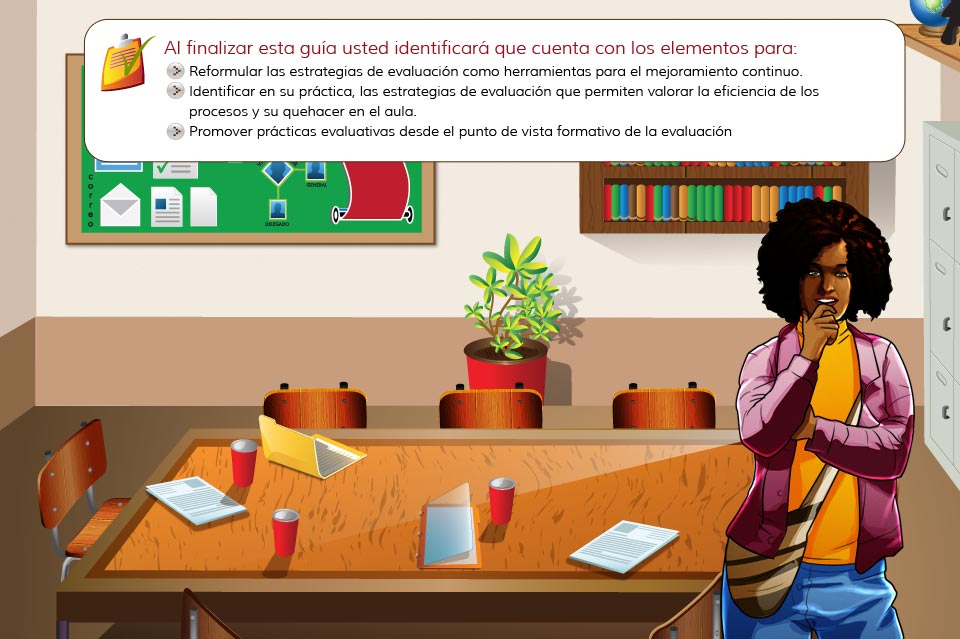 Al finalizar esta guía usted identificará que cuenta con los elementos para:
Reformular las estrategias de evaluación como herramientas para el mejoramiento continuo.
Identificar en su práctica, las estrategias de evaluación que permiten valorar la eficiencia de los
procesos y su quehacer en el aula.
Promover prácticas evaluativas desde el punto de vista formativo de la evaluación
correo
GENERAL
DELEGADO